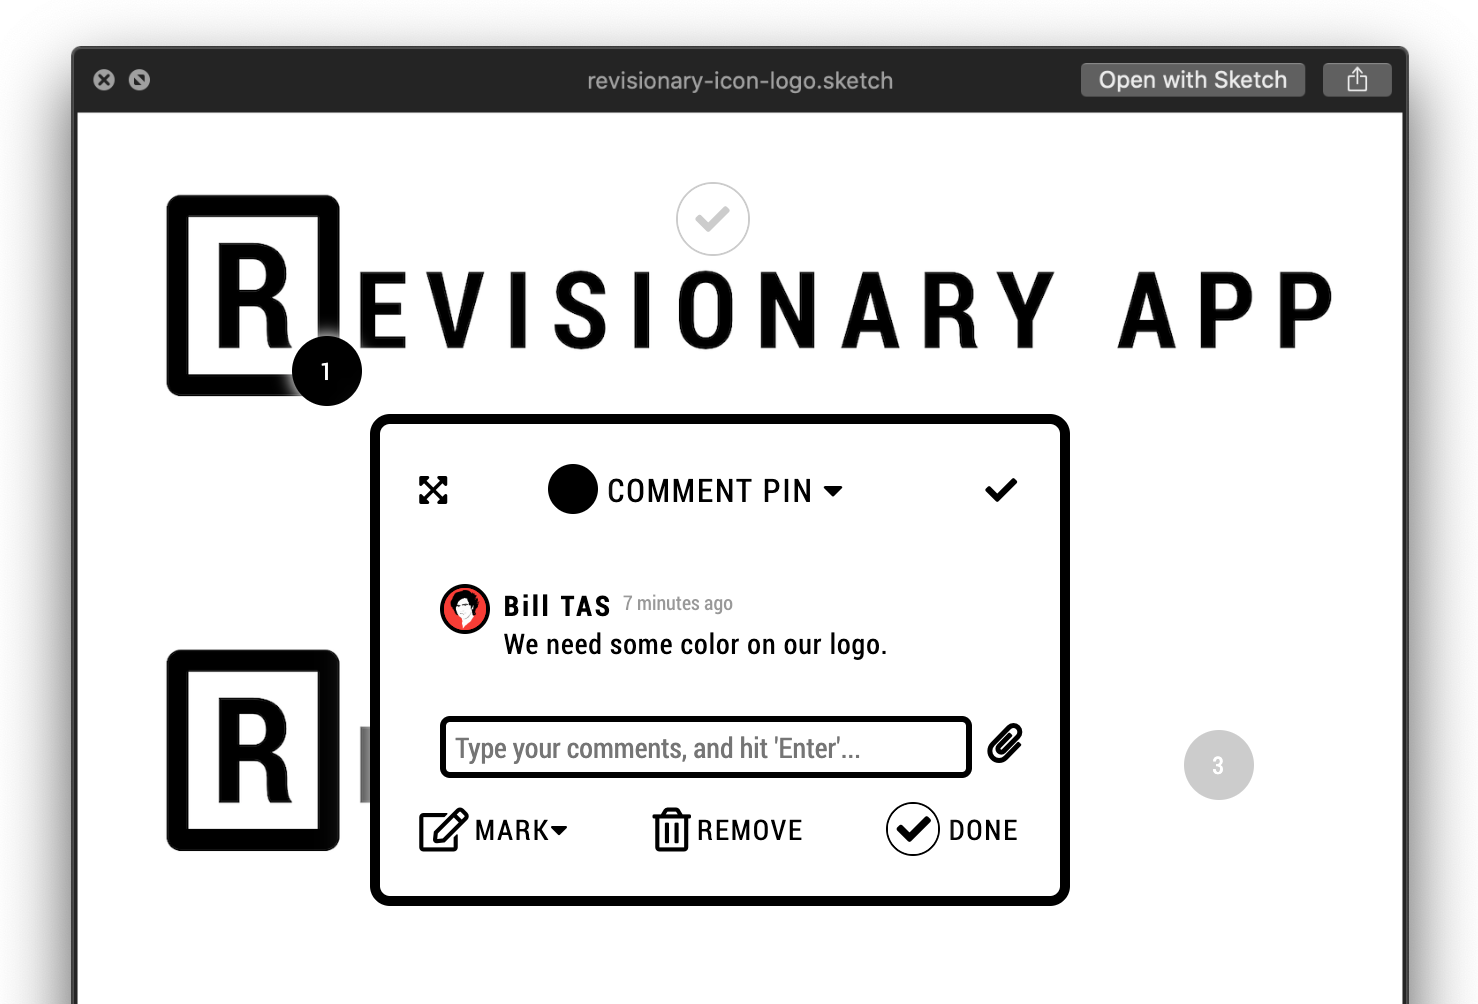 revisionary-icon-logo.sketch
Open with Sketch
REVISIONARY APP
1
COMMENT PIN
Bill TAS 7 minutes ago
We need some color on our logo.
R
Type your comments, and hit 'Enter'...
3
MARK
REMOVE
DONE